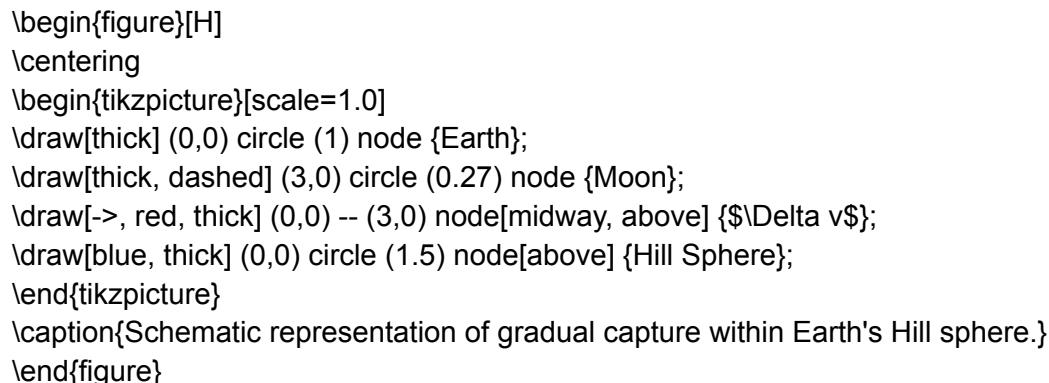 \begin{figure}[H]
\centering
\begin{tikzpicture}[scale=1.0]
\draw[thick] (0,0) circle (1) node {Earth};
\draw[thick, dashed] (3,0) circle (0.27) node {Moon};
\draw[->, red, thick] (0,0) -- (3,0) node[midway, above] {$\Delta v$};
\draw[blue, thick] (0,0) circle (1.5) node[above] {Hill Sphere};
\end{tikzpicture}
\caption{Schematic representation of gradual capture within Earth's Hill sphere.}
\end{figure}